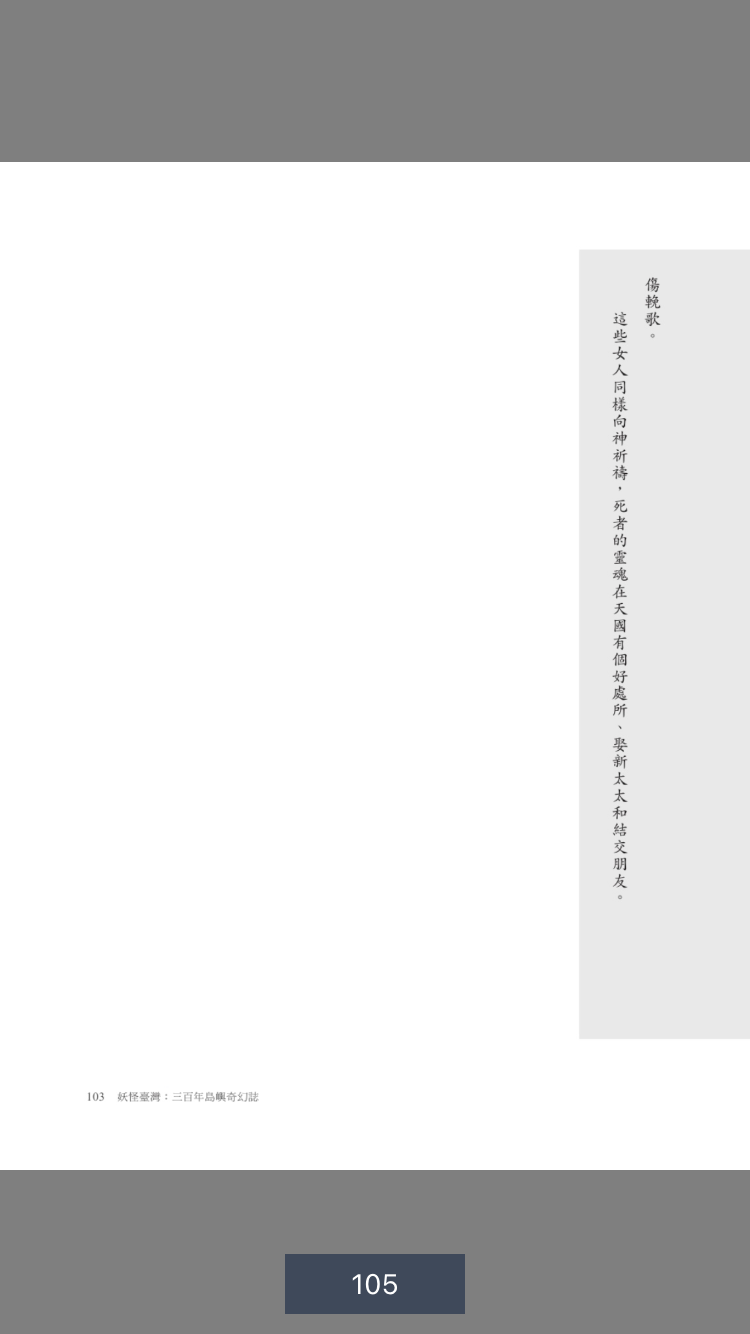 傷輓歌。
這些女人同樣向神祈禱，死者的靈魂在天國有個好處所、娶新太太和結交朋友。
103 妖怪臺灣：三百年島嶼奇幻誌
105